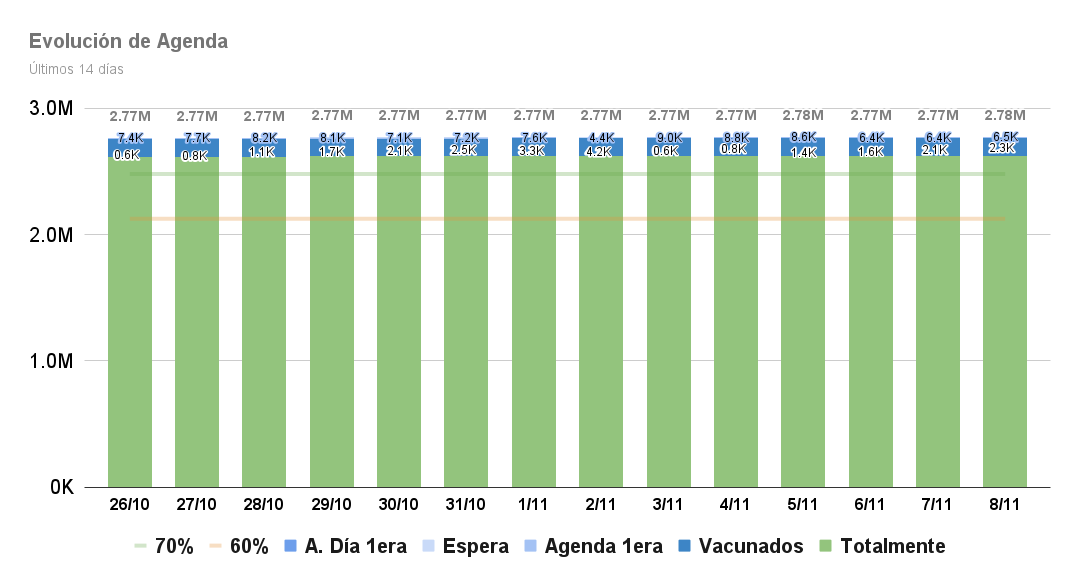 Evolución de Agenda
Últimos 14 días
3.0M
2.77M 2.77M 2.77M 2.77M 2.77M 2.77M 2.77M 2.77M 2.77M 2.77M 2.78M 2.77M 2.77M 2.78M
7.4K 7.7K 8.2K 8.1K 7.1K 7.2K 7.6K 4.4K 9.0K 8.8K 8.6K 6.4K 6.4K 6.5K
0.6K 0.8K 1.1K 1.7K 2.1K 2.5K 3.3K 4.2K 0.6K 0.8K 1.4K 1.6K 2.1K 2.3K
2.0M
1.0M
0K
26/10 27/10 28/10 29/10 30/10 31/10 1/11 2/11 3/11 4/11 5/11 6/11 7/11 8/11
70% 60% A. Día 1era Espera Agenda 1era Vacunados Totalmente